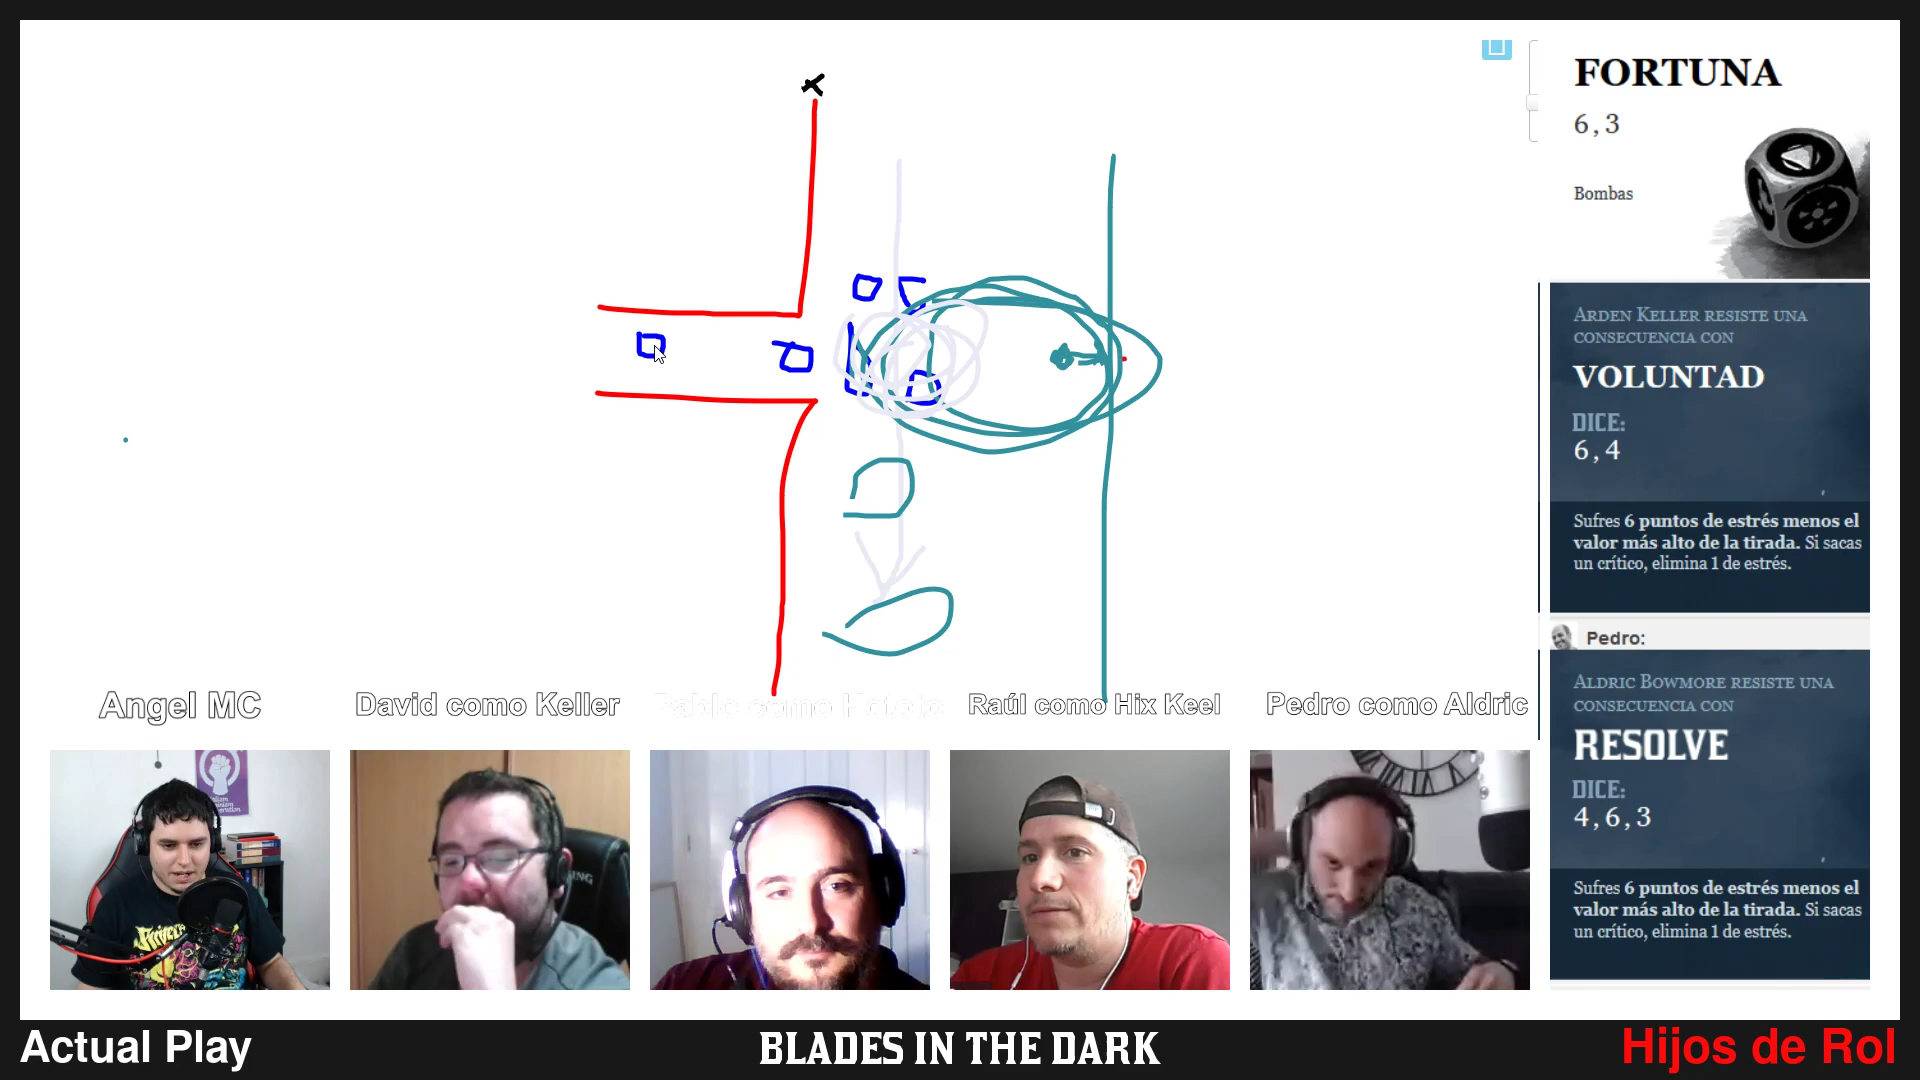 FORTUNA
6, 3
Bombas
ARDEN KELLER RESISTE UNA
CONSECUENCIA CON
VOLUNTAD
DICE:
6, 4
Sufres 6 puntos de estrés menos el
valor más alto de la tirada. Si sacas
un crítico, elimina 1 de estrés.
Pedro:
ALDRIC BOWMORE RESISTE UNA
CONSECUENCIA CON
RESOLVE
DICE:
4, 6, 3
Sufres 6 puntos de estrés menos el
valor más alto de la tirada. Si sacas
un crítico, elimina 1 de estrés.
Angel MC
David como Keller
Pablo como
Raúl como Hix Keel
Pedro como Aldric
Actual Play
BLADES IN THE DARK
Hijos de Rol